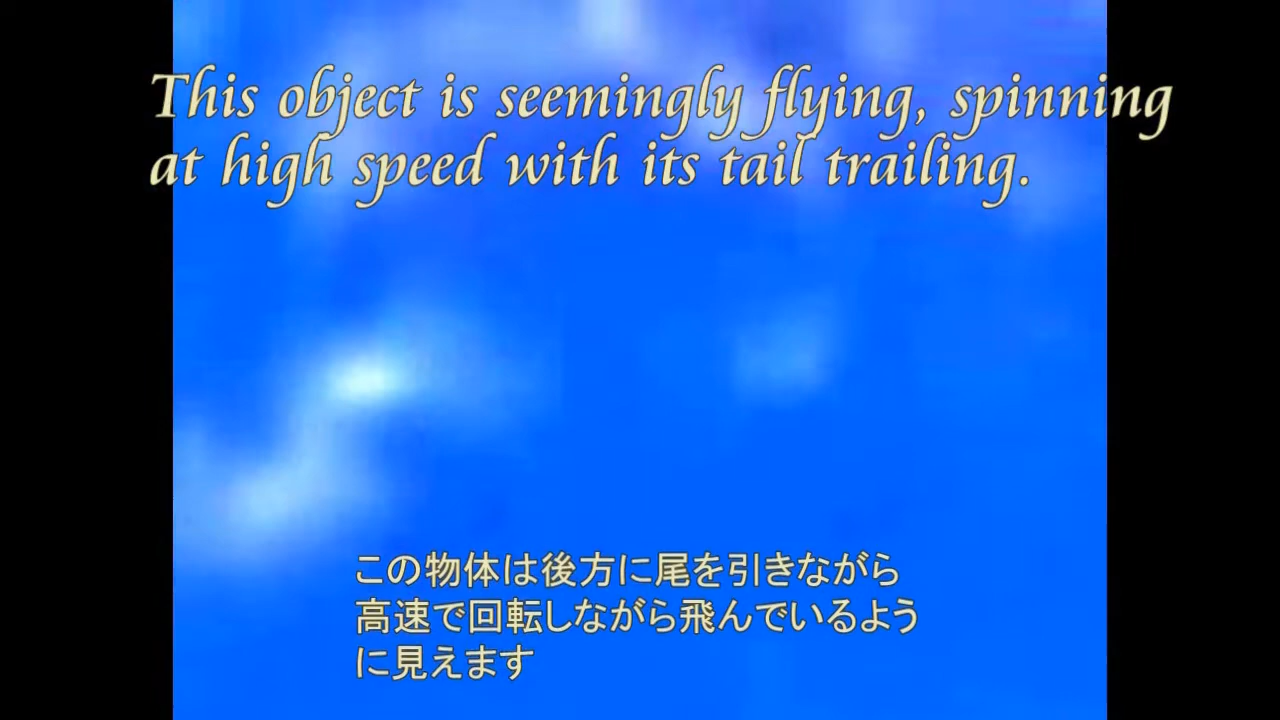 This object is seemingly flying, spinning
at high speed with its tail trailing.
この物体は後方に尾を引きながら
高速で回転しながら飛んでいるよう
に見えます